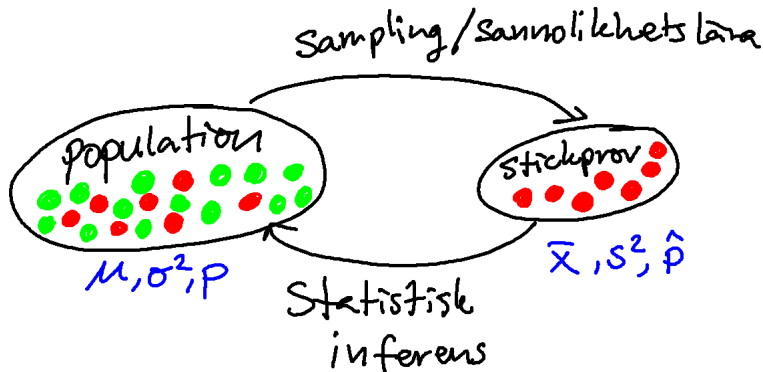 Sampling/sannolikhetslära
population
stickprov
μ, σ², p
x̄, s², p̂
Statistisk
inferens